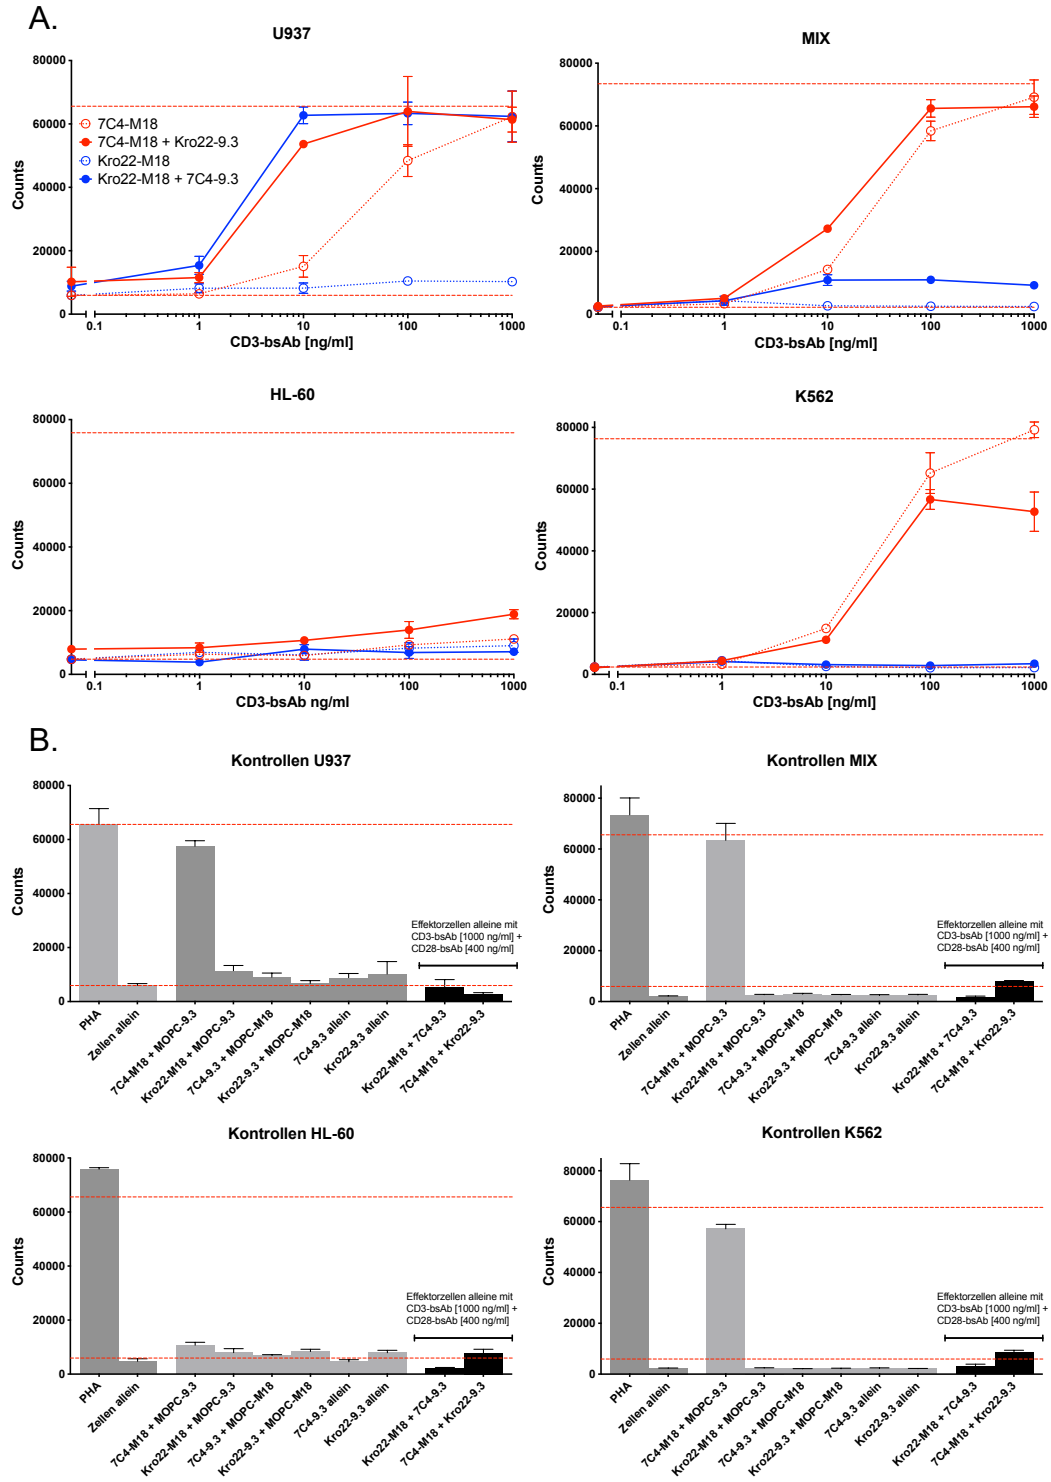 A.
U937
80000
60000
40000
20000
0
Counts
7C4-M18
7C4-M18 + Kro22-9.3
Kro22-M18
Kro22-M18 + 7C4-9.3
0.1
1
10
100
1000
CD3-bsAb [ng/ml]
MIX
80000
60000
40000
20000
0
Counts
0.1
1
10
100
1000
CD3-bsAb [ng/ml]
HL-60
80000
60000
40000
20000
0
Counts
0.1
1
10
100
1000
CD3-bsAb ng/ml
K562
80000
60000
40000
20000
0
Counts
0.1
1
10
100
1000
CD3-bsAb [ng/ml]
B.
Kontrollen U937
80000
60000
40000
20000
0
Counts
Effektorzellen alleine mit
CD3-bsAb [1000 ng/ml] +
CD28-bsAb [400 ng/ml]
PHA
Zellen allein
7C4-M18 + MOPC-9.3
Kro22-M18 + MOPC-9.3
7C4-9.3 + MOPC-M18
Kro22-9.3 + MOPC-M18
7C4-9.3 allein
Kro22-9.3 allein
Kro22-M18 + 7C4-9.3
7C4-M18 + Kro22-9.3
Kontrollen MIX
80000
60000
40000
20000
0
Counts
Effektorzellen alleine mit
CD3-bsAb [1000 ng/ml] +
CD28-bsAb [400 ng/ml]
PHA
Zellen allein
7C4-M18 + MOPC-9.3
Kro22-M18 + MOPC-9.3
7C4-9.3 + MOPC-M18
Kro22-9.3 + MOPC-M18
7C4-9.3 allein
Kro22-9.3 allein
Kro22-M18 + 7C4-9.3
7C4-M18 + Kro22-9.3
Kontrollen HL-60
80000
60000
40000
20000
0
Counts
Effektorzellen alleine mit
CD3-bsAb [1000 ng/ml] +
CD28-bsAb [400 ng/ml]
PHA
Zellen allein
7C4-M18 + MOPC-9.3
Kro22-M18 + MOPC-9.3
7C4-9.3 + MOPC-M18
Kro22-9.3 + MOPC-M18
7C4-9.3 allein
Kro22-9.3 allein
Kro22-M18 + 7C4-9.3
7C4-M18 + Kro22-9.3
Kontrollen K562
80000
60000
40000
20000
0
Counts
Effektorzellen alleine mit
CD3-bsAb [1000 ng/ml] +
CD28-bsAb [400 ng/ml]
PHA
Zellen allein
7C4-M18 + MOPC-9.3
Kro22-M18 + MOPC-9.3
7C4-9.3 + MOPC-M18
Kro22-9.3 + MOPC-M18
7C4-9.3 allein
Kro22-9.3 allein
Kro22-M18 + 7C4-9.3
7C4-M18 + Kro22-9.3